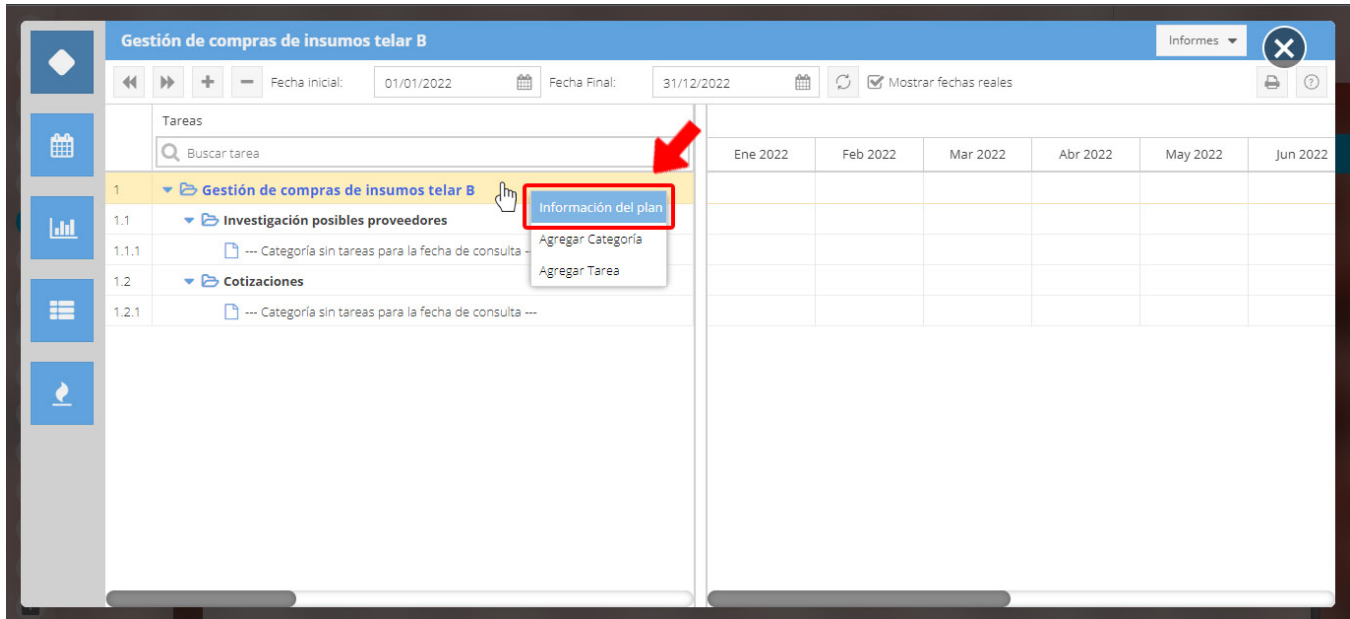 Gestión de compras de insumos telar B
Informes
Fecha inicial: 01/01/2022 Fecha Final: 31/12/2022 Mostrar fechas reales
Tareas
Buscar tarea
Ene 2022 Feb 2022 Mar 2022 Abr 2022 May 2022 Jun 2022
1 Gestión de compras de insumos telar B
Información del plan
1.1 Investigación posibles proveedores
Agregar Categoría
1.1.1 --- Categoría sin tareas para la fecha de consulta --
Agregar Tarea
1.2 Cotizaciones
1.2.1 --- Categoría sin tareas para la fecha de consulta ---